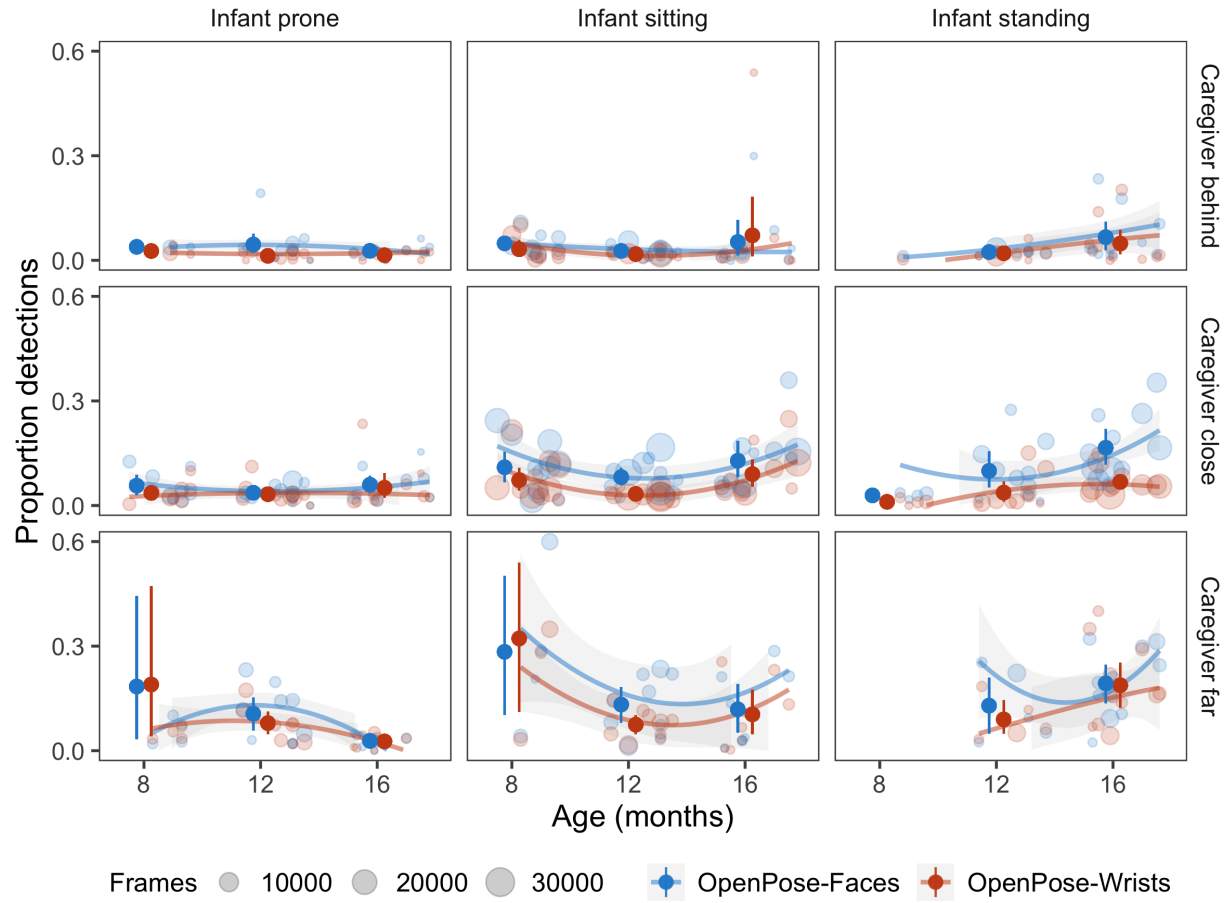 Infant prone
Infant sitting
Infant standing
Proportion detections
0.6
0.3
0.0
Caregiver behind
0.6
0.3
0.0
Caregiver close
0.6
0.3
0.0
Caregiver far
8 12 16
8 12 16
8 12 16
Age (months)
Frames 10000 20000 30000 OpenPose-Faces OpenPose-Wrists